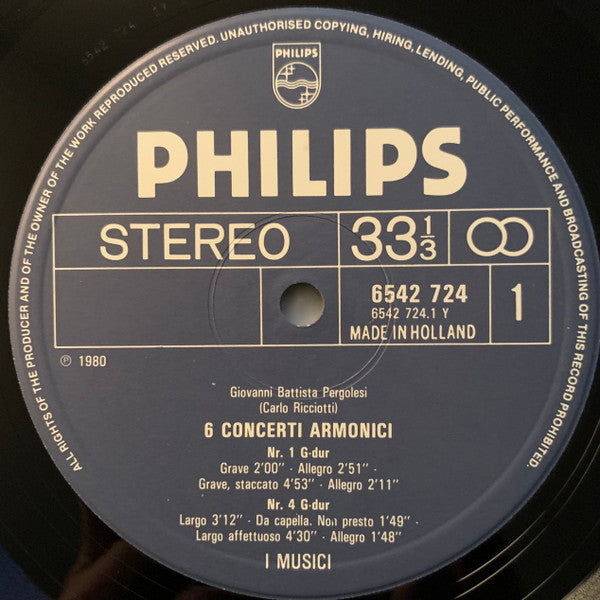 ALL RIGHTS OF THE PRODUCER AND OF THE OWNER OF THE WORK REPRODUCED RESERVED. UNAUTHORISED COPYING, HIRING, LENDING, PUBLIC PERFORMANCE AND BROADCASTING OF THIS RECORD PROHIBITED.
PHILIPS
PHILIPS
STEREO
33 1/3
6542 724
6542 724.1 Y
MADE IN HOLLAND
1
℗ 1980
Giovanni Battista Pergolesi
(Carlo Ricciotti)
6 CONCERTI ARMONICI
Nr. 1 G-dur
Grave 2'00'' · Allegro 2'51'' ·
Grave, staccato 4'53'' · Allegro 2'11''
Nr. 4 G-dur
Largo 3'12'' · Da capella. Non presto 1'49'' ·
Largo affettuoso 4'30'' · Allegro 1'48''
I MUSICI